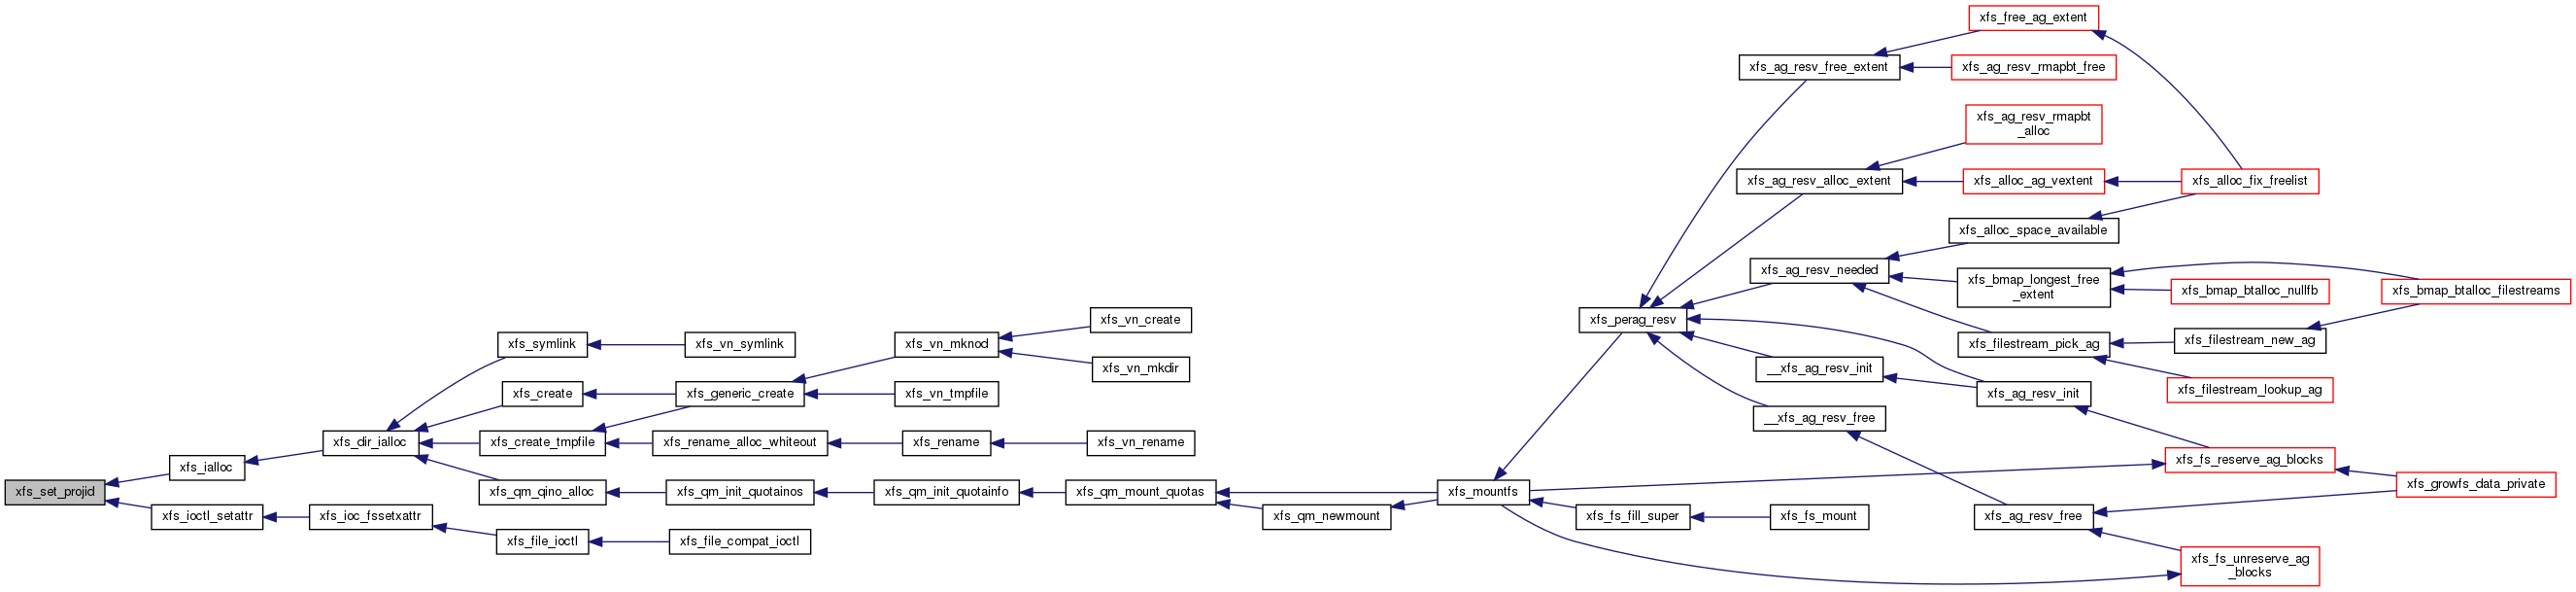 xfs_free_ag_extent
xfs_ag_resv_free_extent
xfs_ag_resv_rmapbt_free
xfs_ag_resv_rmapbt
_alloc
xfs_ag_resv_alloc_extent
xfs_alloc_ag_vextent
xfs_alloc_fix_freelist
xfs_alloc_space_available
xfs_ag_resv_needed
xfs_bmap_longest_free
_extent
xfs_bmap_btalloc_nullfb
xfs_bmap_btalloc_filestreams
xfs_perag_resv
xfs_vn_create
xfs_symlink
xfs_vn_symlink
xfs_vn_mknod
xfs_filestream_pick_ag
xfs_filestream_new_ag
xfs_vn_mkdir
__xfs_ag_resv_init
xfs_filestream_lookup_ag
xfs_create
xfs_generic_create
xfs_vn_tmpfile
xfs_ag_resv_init
__xfs_ag_resv_free
xfs_dir_ialloc
xfs_create_tmpfile
xfs_rename_alloc_whiteout
xfs_rename
xfs_vn_rename
xfs_ialloc
xfs_fs_reserve_ag_blocks
xfs_growfs_data_private
xfs_set_projid
xfs_qm_qino_alloc
xfs_qm_init_quotainos
xfs_qm_init_quotainfo
xfs_qm_mount_quotas
xfs_mountfs
xfs_ioctl_setattr
xfs_ioc_fssetxattr
xfs_qm_newmount
xfs_fs_fill_super
xfs_fs_mount
xfs_ag_resv_free
xfs_file_ioctl
xfs_file_compat_ioctl
xfs_fs_unreserve_ag
_blocks